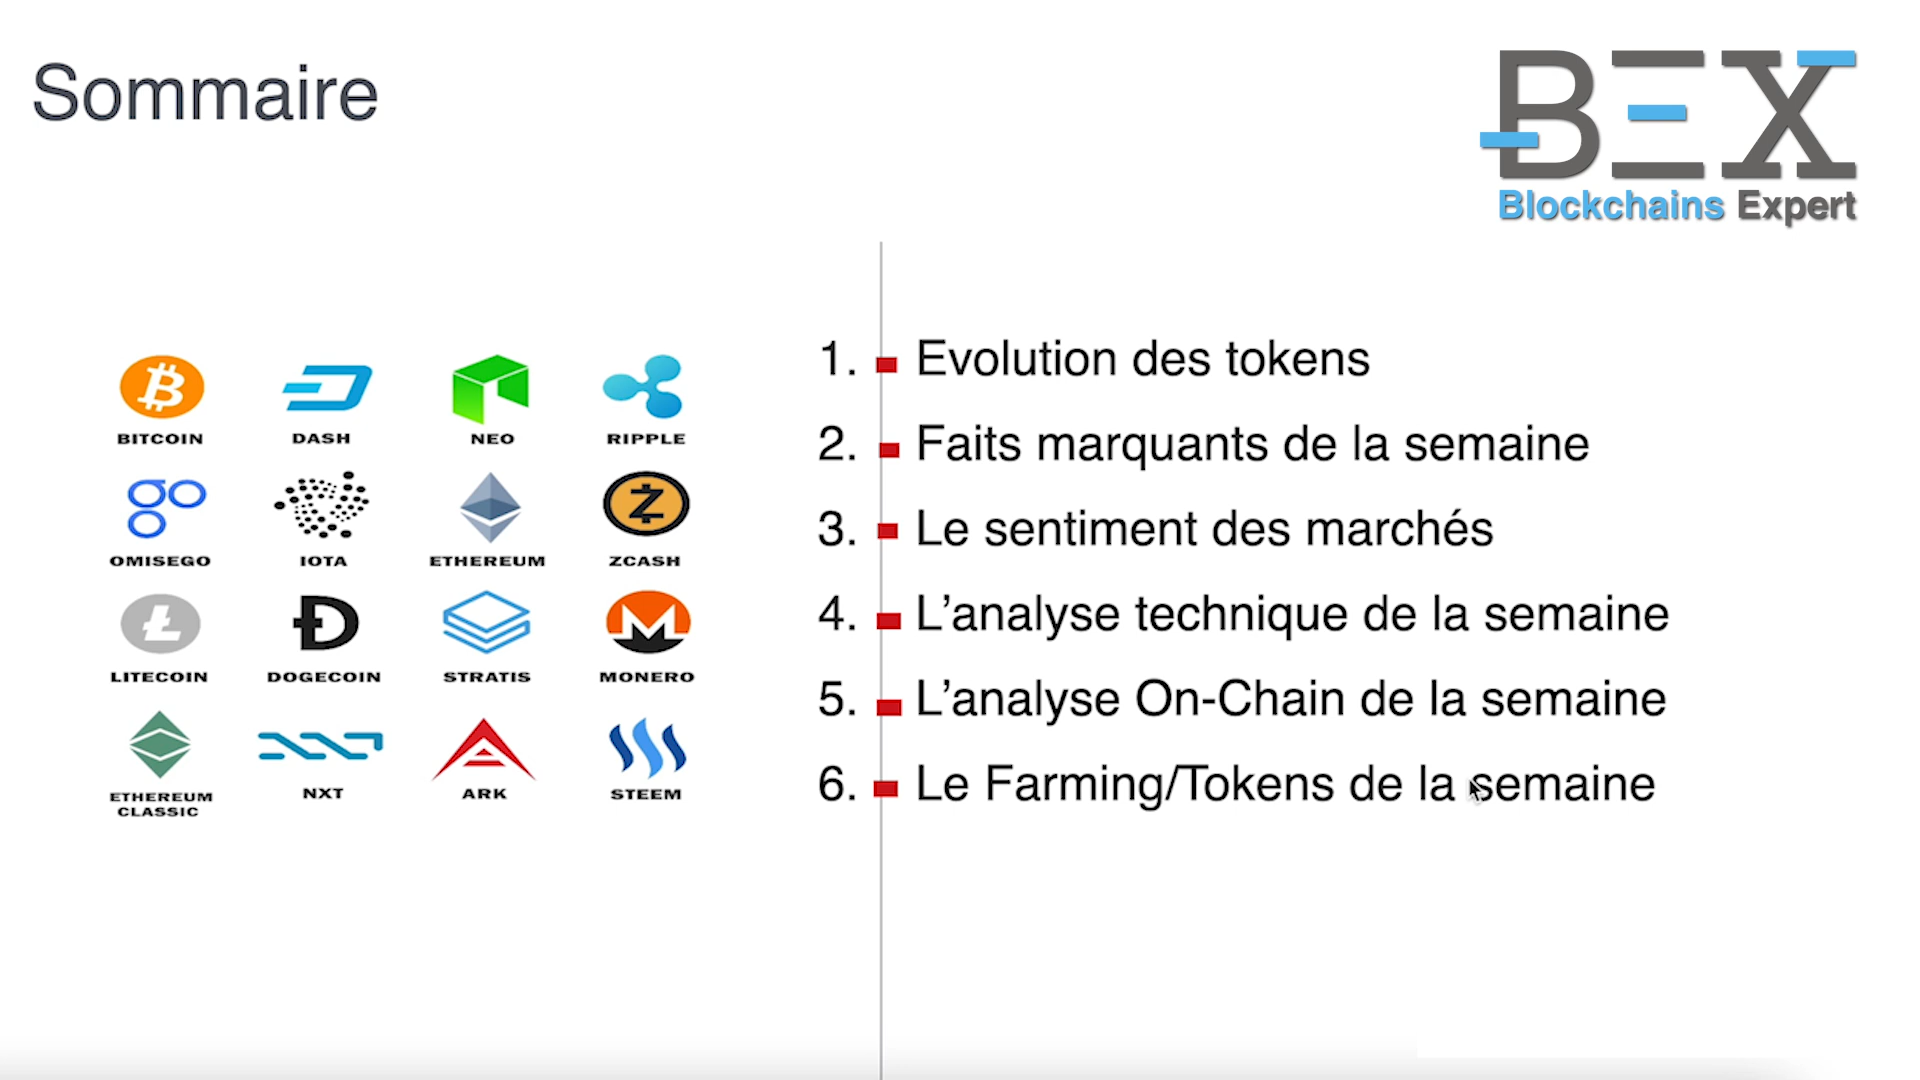 Sommaire
BEX
Blockchains Expert
BITCOIN
DASH
NEO
RIPPLE
OMISEGO
IOTA
ETHEREUM
ZCASH
LITECOIN
DOGECOIN
STRATIS
MONERO
ETHEREUM
CLASSIC
NXT
ARK
STEEM
1. Evolution des tokens
2. Faits marquants de la semaine
3. Le sentiment des marchés
4. L’analyse technique de la semaine
5. L’analyse On-Chain de la semaine
6. Le Farming/Tokens de la semaine